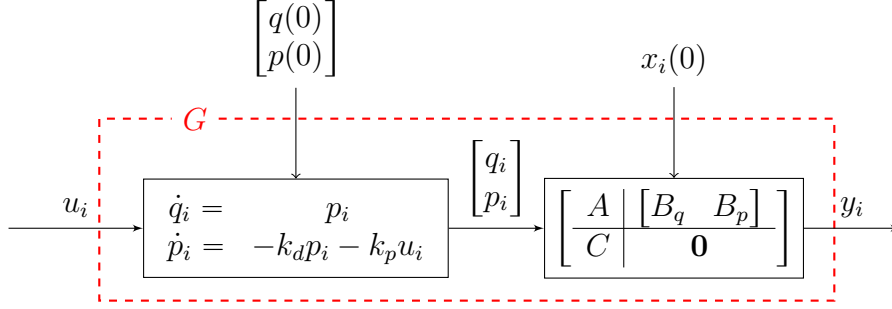 [q(0)
p(0)]
x_i(0)
G
[q_i
p_i]
u_i
y_i
q̇_i = p_i
ṗ_i = −k_d p_i − k_p u_i
[A | [B_q B_p]
C | 0]